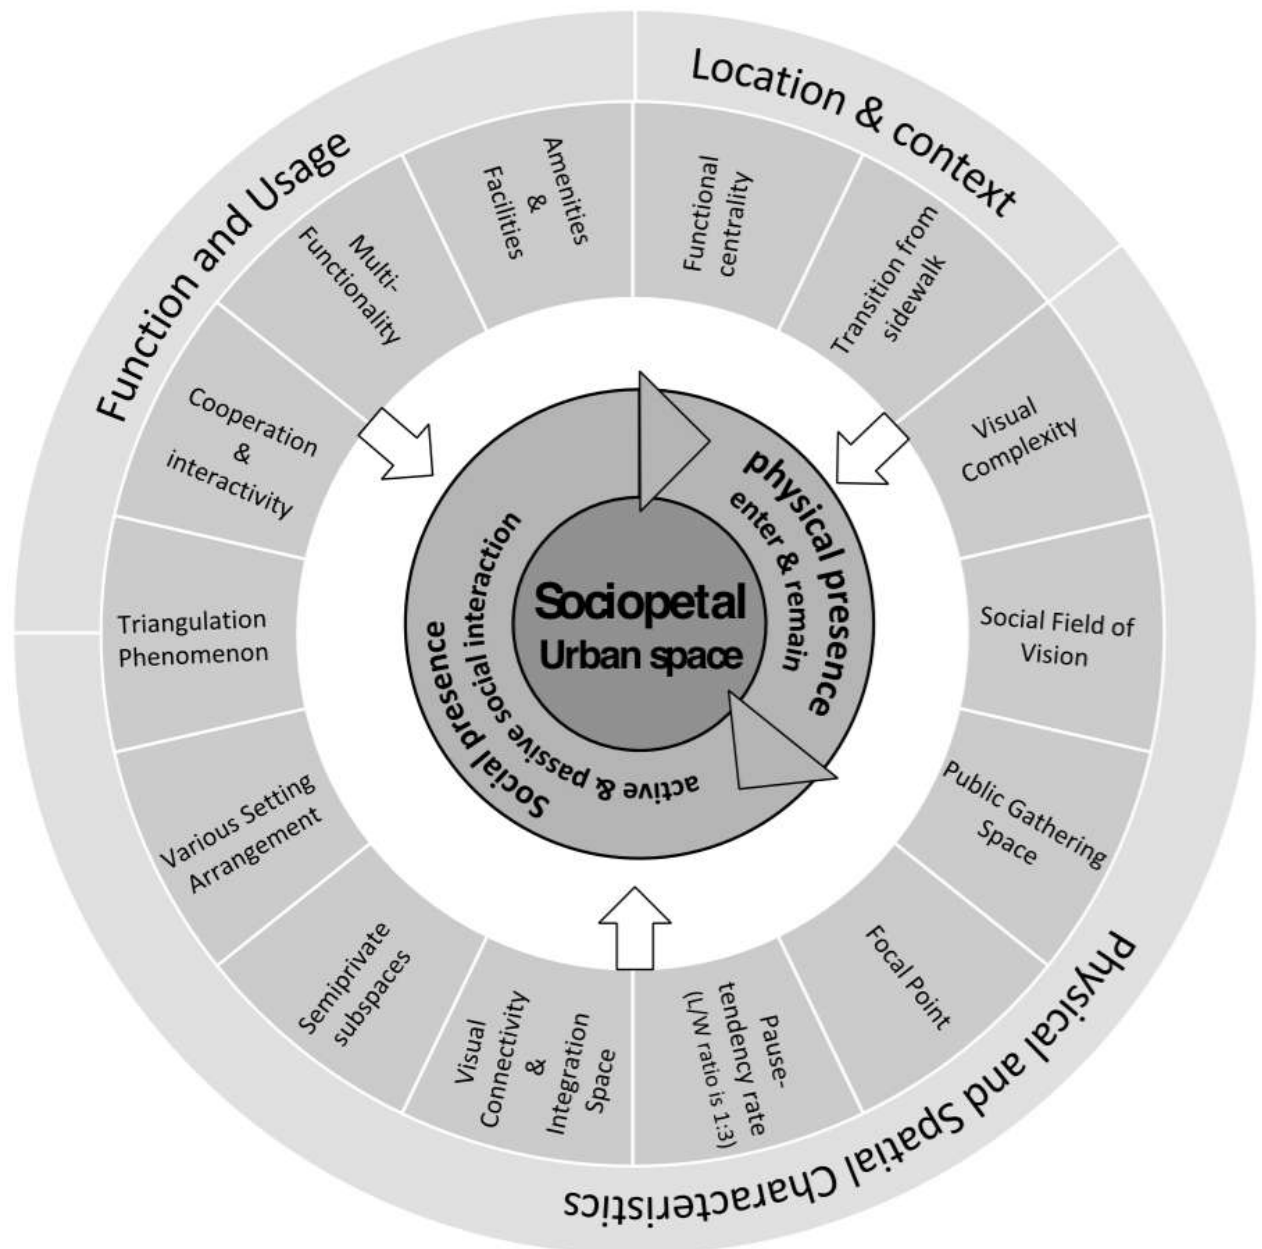 Location & context
Functional
centrality
Transition from
sidewalk
Physical and Spatial Characteristics
Visual
Complexity
Social Field of
Vision
Public Gathering
Space
Focal Point
Pause-
tendency rate
(L/W ratio is 1:3)
Visual
Connectivity
&
Integration
Space
Semiprivate
subspaces
Various Setting
Arrangement
Function and Usage
Triangulation
Phenomenon
Cooperation
&
interactivity
Multi-
Functionality
Amenities
&
Facilities
physical presence
enter & remain
Social presence
active & passive social interaction
Sociopetal
Urban space